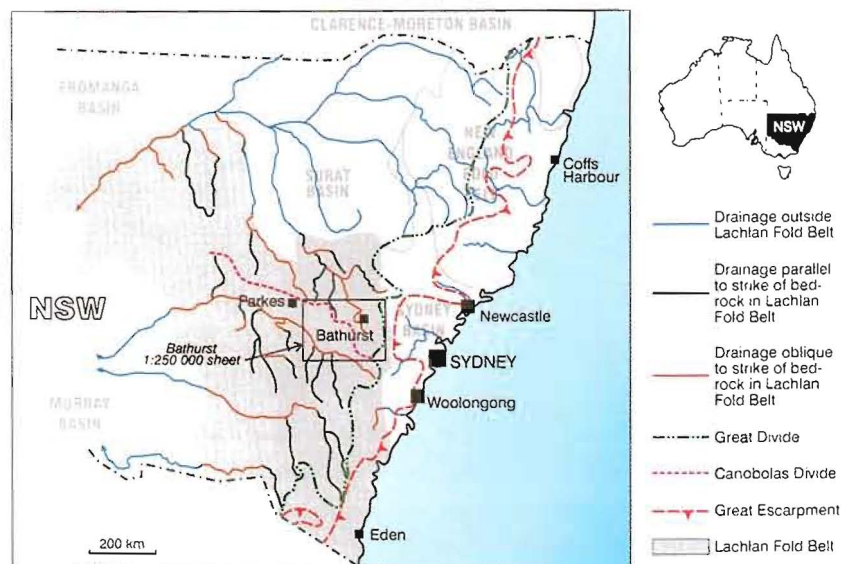 CLARENCE-MORETON BASIN
EROMANGA
BASIN
SURAT
BASIN
NEW
ENGLAND
FOLD
BELT
Coffs
Harbour
NSW
Parkes
Bathurst
Bathurst
1:250 000 sheet
SYDNEY
BASIN
Newcastle
SYDNEY
Woolongong
MURRAY
BASIN
Eden
200 km
NSW
Drainage outside
Lachlan Fold Belt
Drainage parallel
to strike of bed-
rock in Lachlan
Fold Belt
Drainage oblique
to strike of bed-
rock in Lachlan
Fold Belt
Great Divide
Canobolas Divide
Great Escarpment
Lachlan Fold Belt